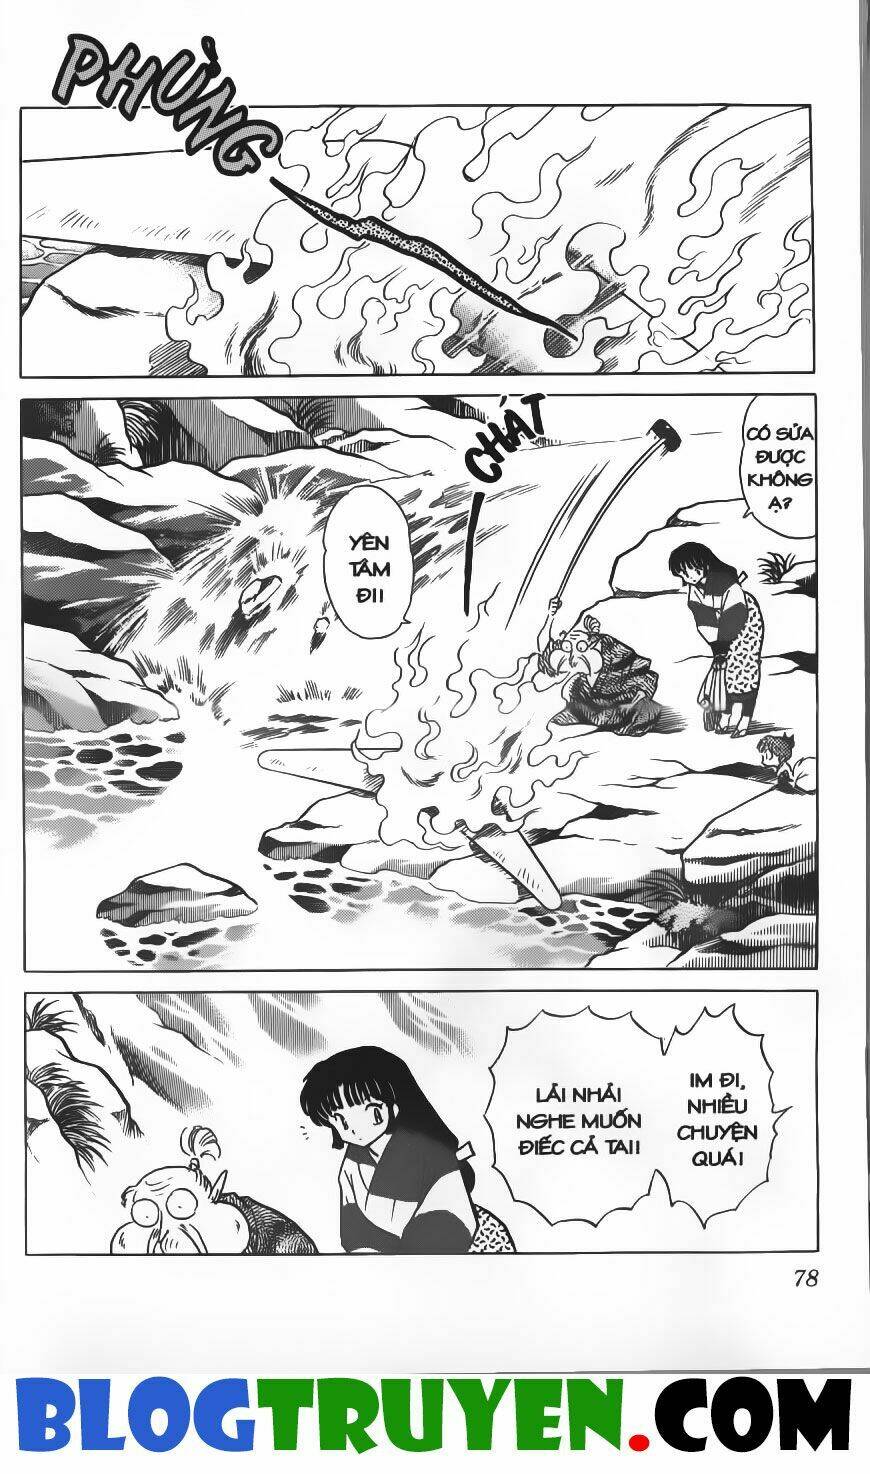 PHỪNG
CHÁT
CÓ SỬA
ĐƯỢC
KHÔNG
Ạ?
YÊN
TÂM
ĐI!
IM ĐI,
NHIỀU
CHUYỆN
QUÁ!
LẢI NHẢI
NGHE MUỐN
ĐIẾC CẢ TAI!
78
BLOGTRUYEN.COM